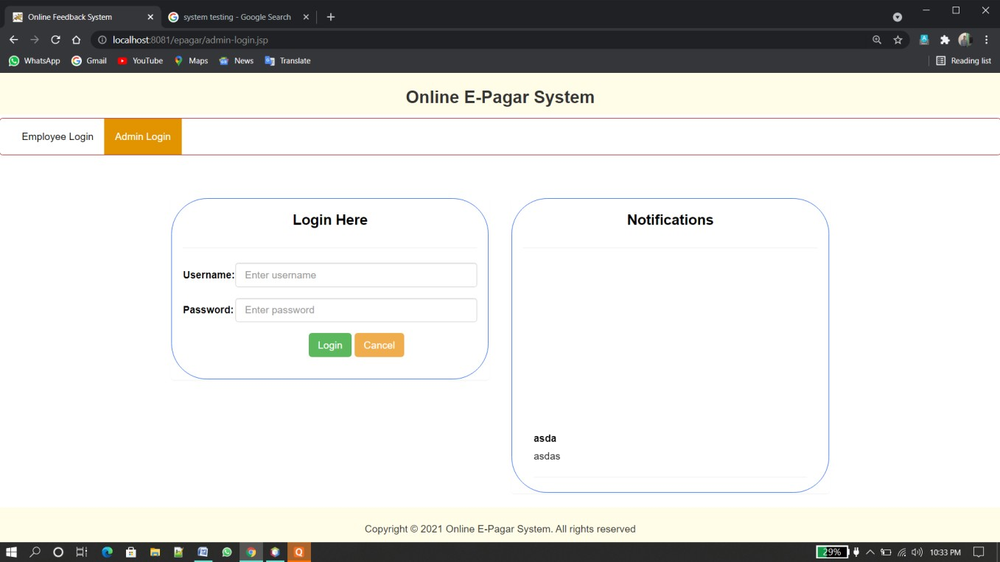 Online Feedback System
system testing - Google Search
localhost:8081/epagar/admin-login.jsp
WhatsApp Gmail YouTube Maps News Translate Reading list
Online E-Pagar System
Employee Login Admin Login
Login Here
Username: Enter username
Password: Enter password
Login Cancel
Notifications
asda
asdas
Copyright © 2021 Online E-Pagar System. All rights reserved
29% 10:33 PM